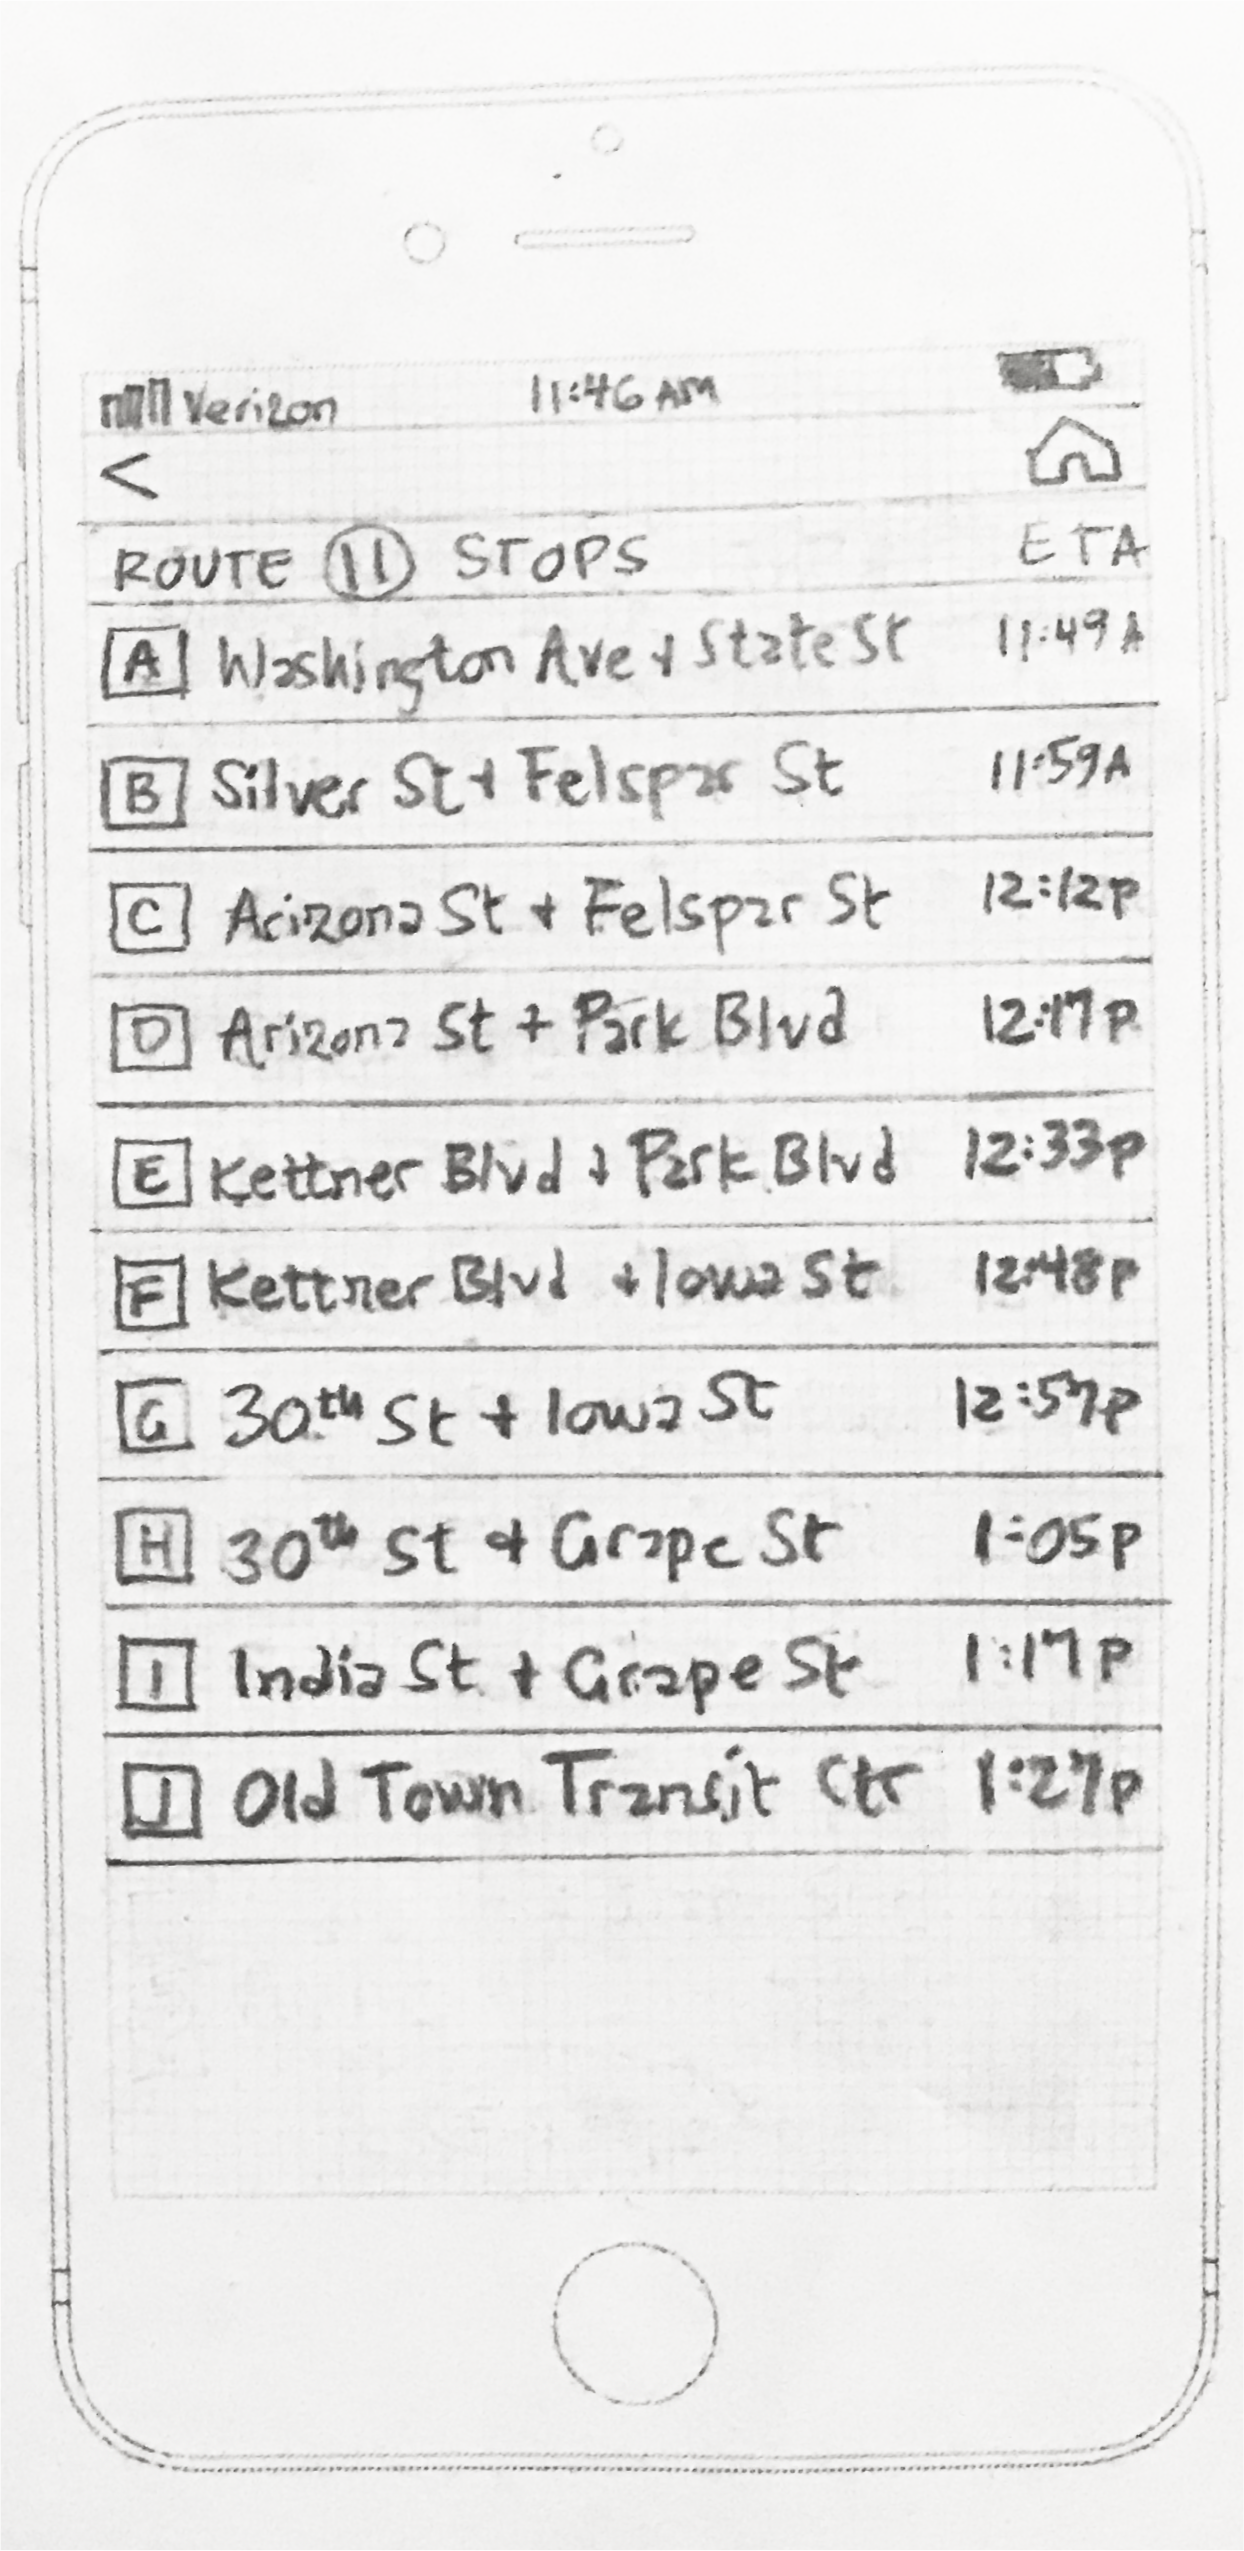 Verizon 11:46 AM
<
ROUTE 11 STOPS ETA
A Washington Ave + State St 11:49A
B Silver St + Felspar St 11:59A
C Arizona St + Felspar St 12:12p
D Arizona St + Park Blvd 12:17p
E Kettner Blvd + Park Blvd 12:33p
F Kettner Blvd + Iowa St 12:48p
G 30th St + Iowa St 12:57p
H 30th St + Grape St 1:05p
I India St + Grape St 1:17p
J Old Town Transit Ctr 1:27p